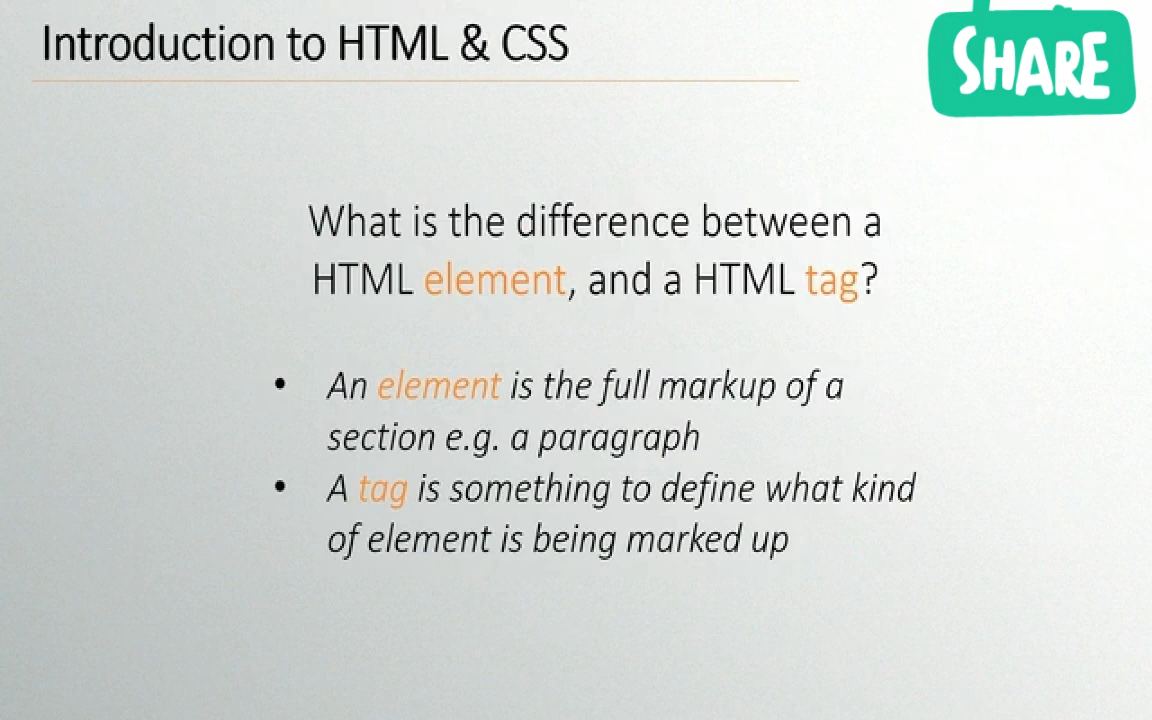 Introduction to HTML & CSS
SHARE
What is the difference between a
HTML element, and a HTML tag?
• An element is the full markup of a
section e.g. a paragraph
• A tag is something to define what kind
of element is being marked up